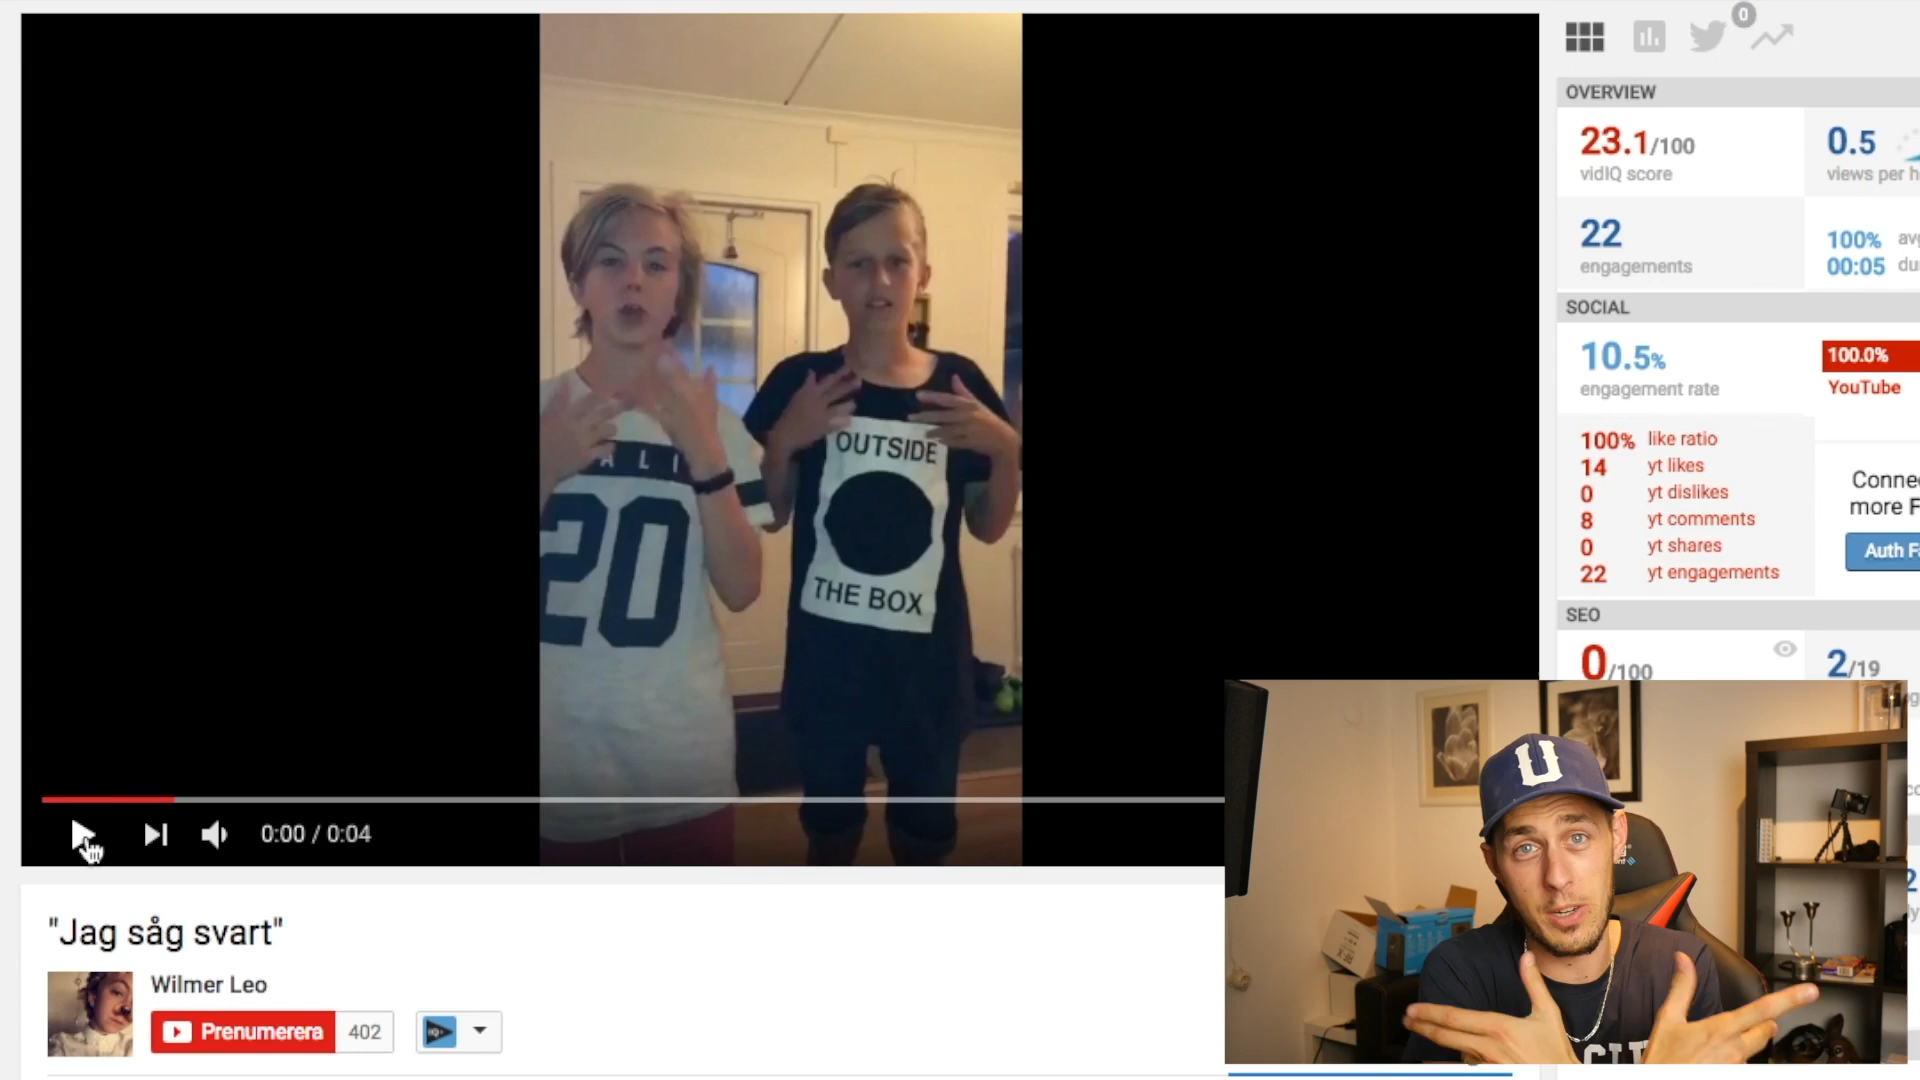 ALI
20
OUTSIDE
THE BOX
0:00 / 0:04
"Jag såg svart"
Wilmer Leo
Prenumerera
402
0
OVERVIEW
23.1/100
vidIQ score
0.5
views per h
22
engagements
100%
00:05
SOCIAL
10.5%
engagement rate
100.0%
YouTube
100% like ratio
14 yt likes
0 yt dislikes
8 yt comments
0 yt shares
22 yt engagements
Conne
more F
Auth F
SEO
0/100
2/19
U